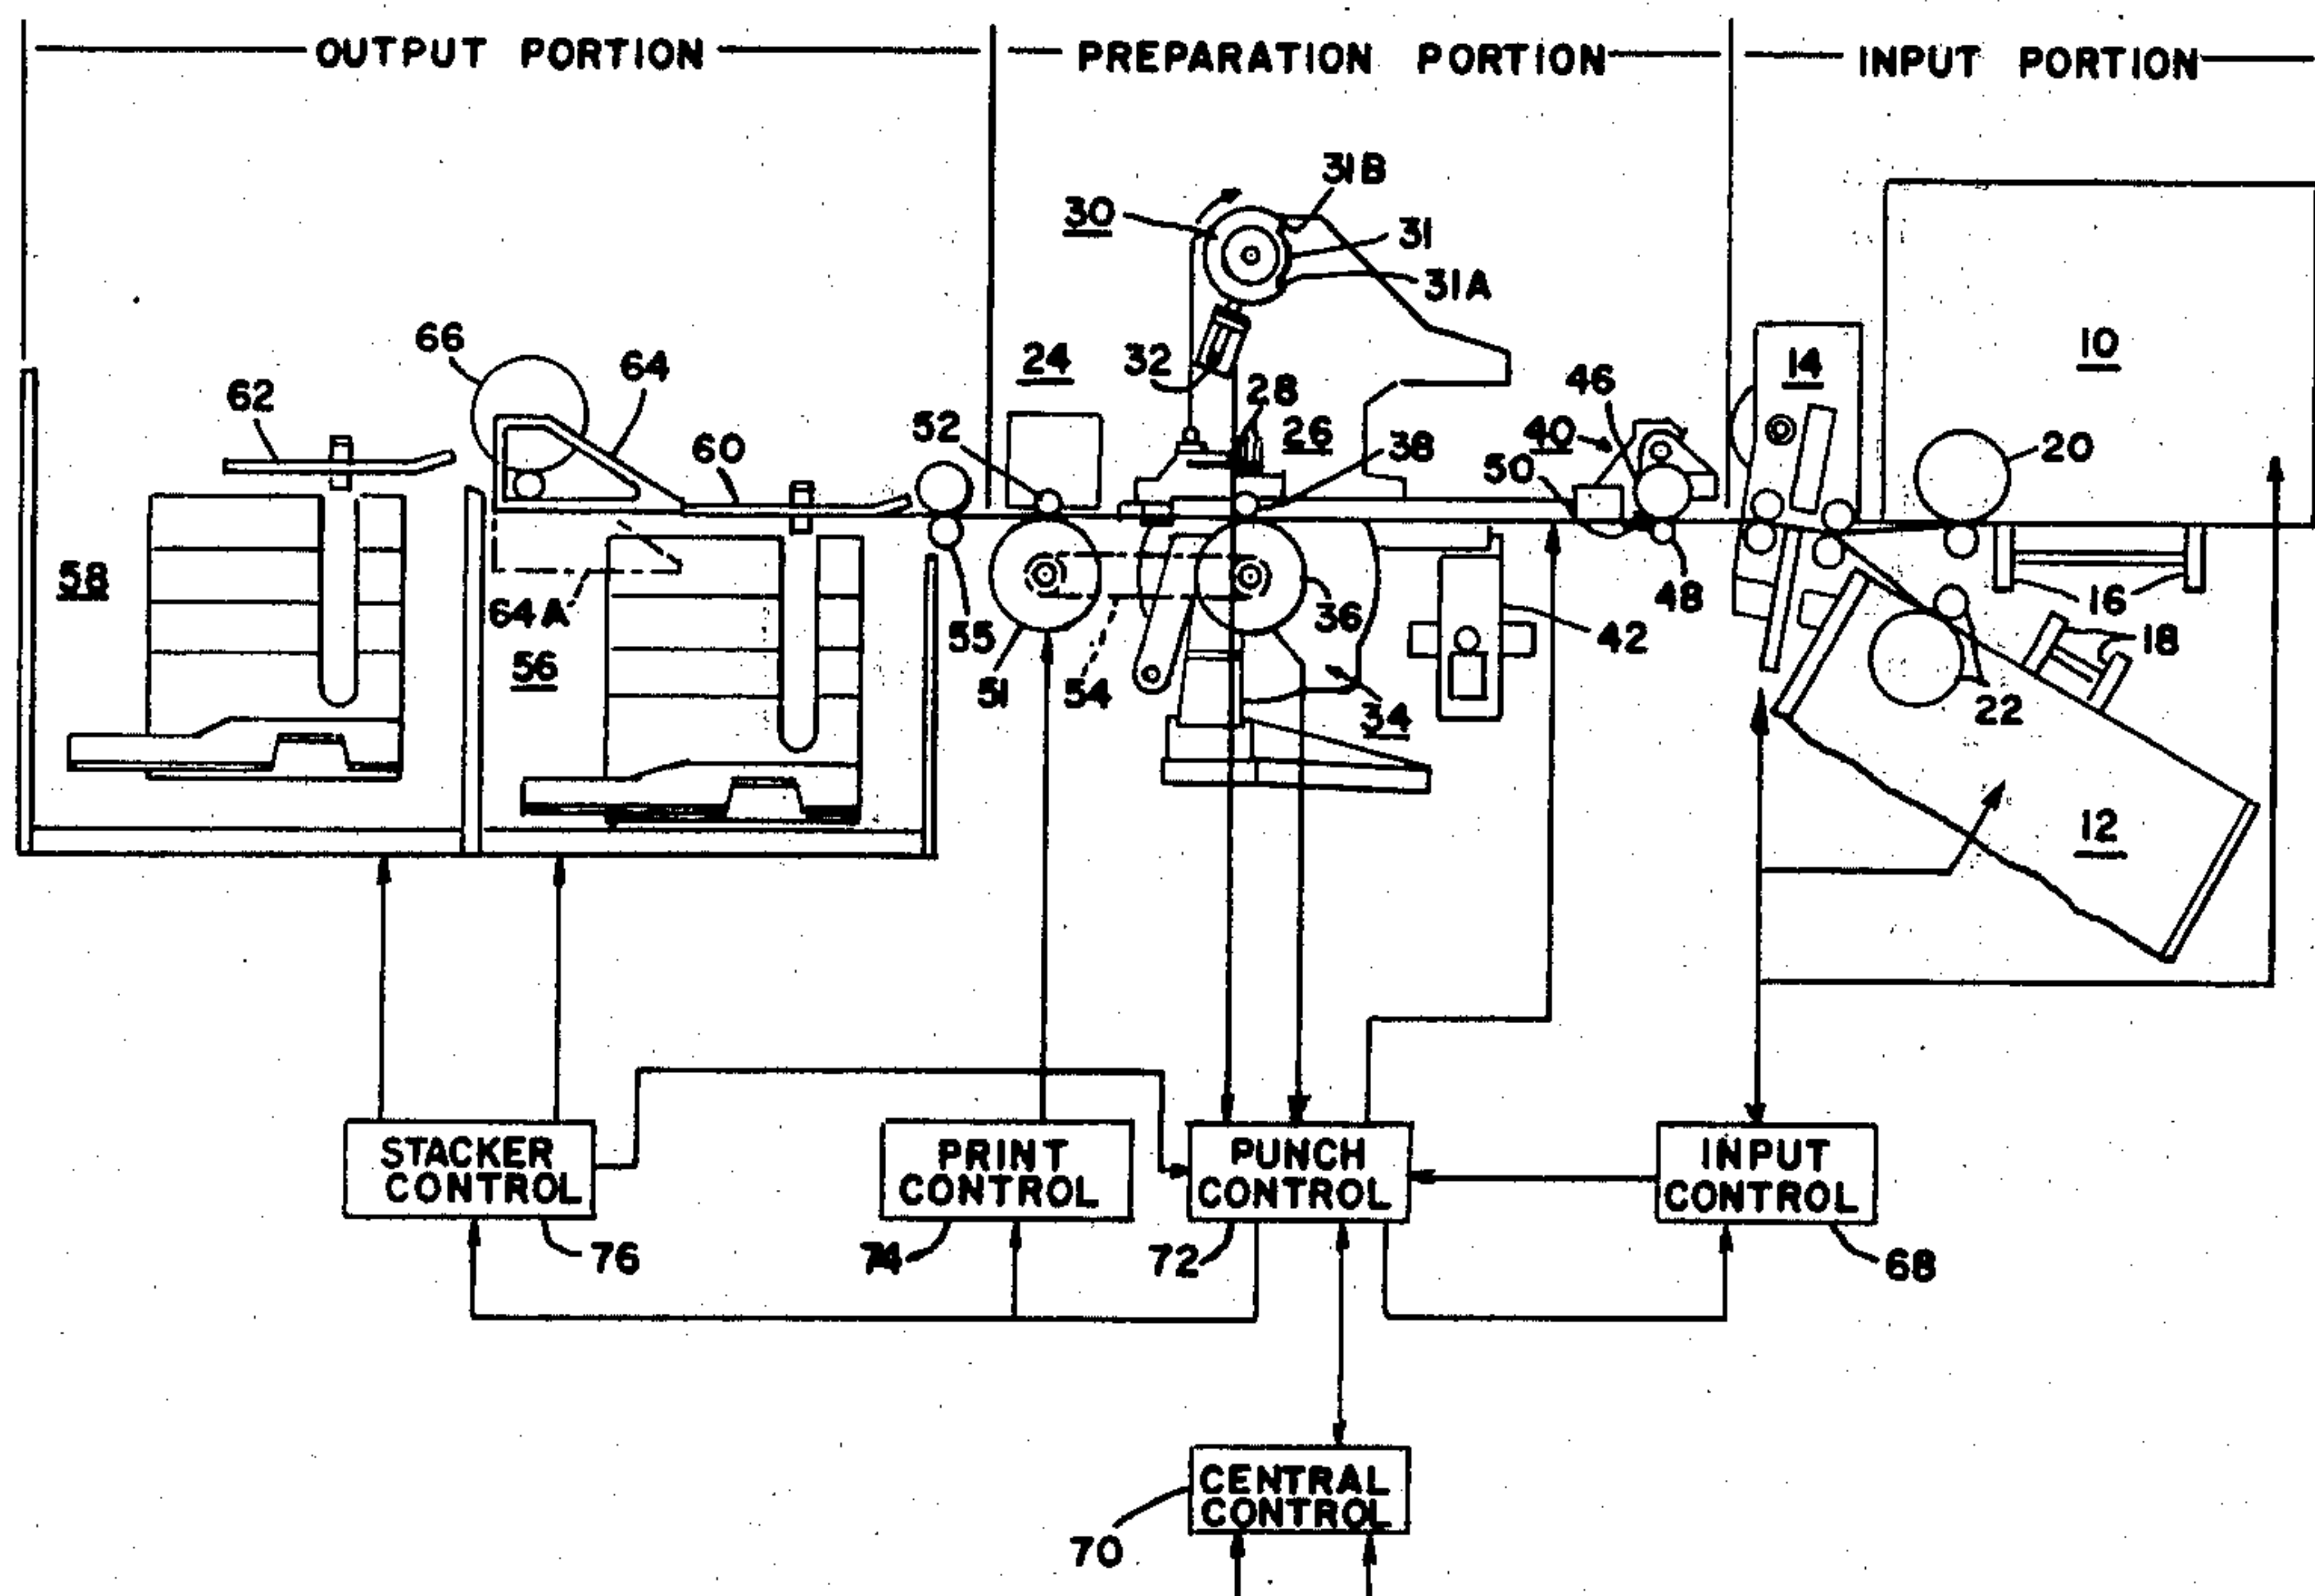 OUTPUT PORTION
PREPARATION PORTION
INPUT PORTION
31B
30
31
31A
66
64
62
24
32
28
46
14
10
52
26
40
20
60
38
50
58
64A
56
55
51
54
36
34
42
48
16
18
22
12
STACKER
CONTROL
PRINT
CONTROL
PUNCH
CONTROL
INPUT
CONTROL
76
74
72
68
CENTRAL
CONTROL
70